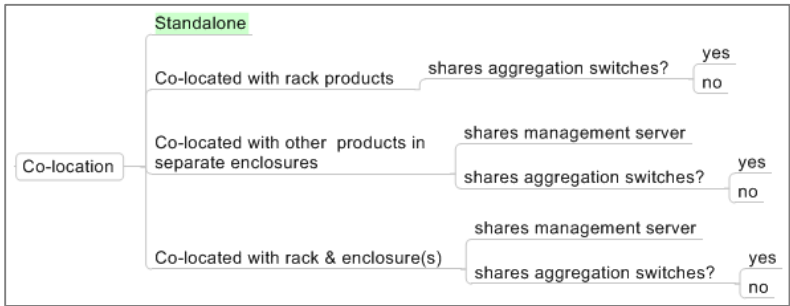 Standalone
yes
shares aggregation switches?
Co-located with rack products
no
shares management server
Co-located with other products in
separate enclosures
yes
Co-location
shares aggregation switches?
no
shares management server
Co-located with rack & enclosure(s)
yes
shares aggregation switches?
no